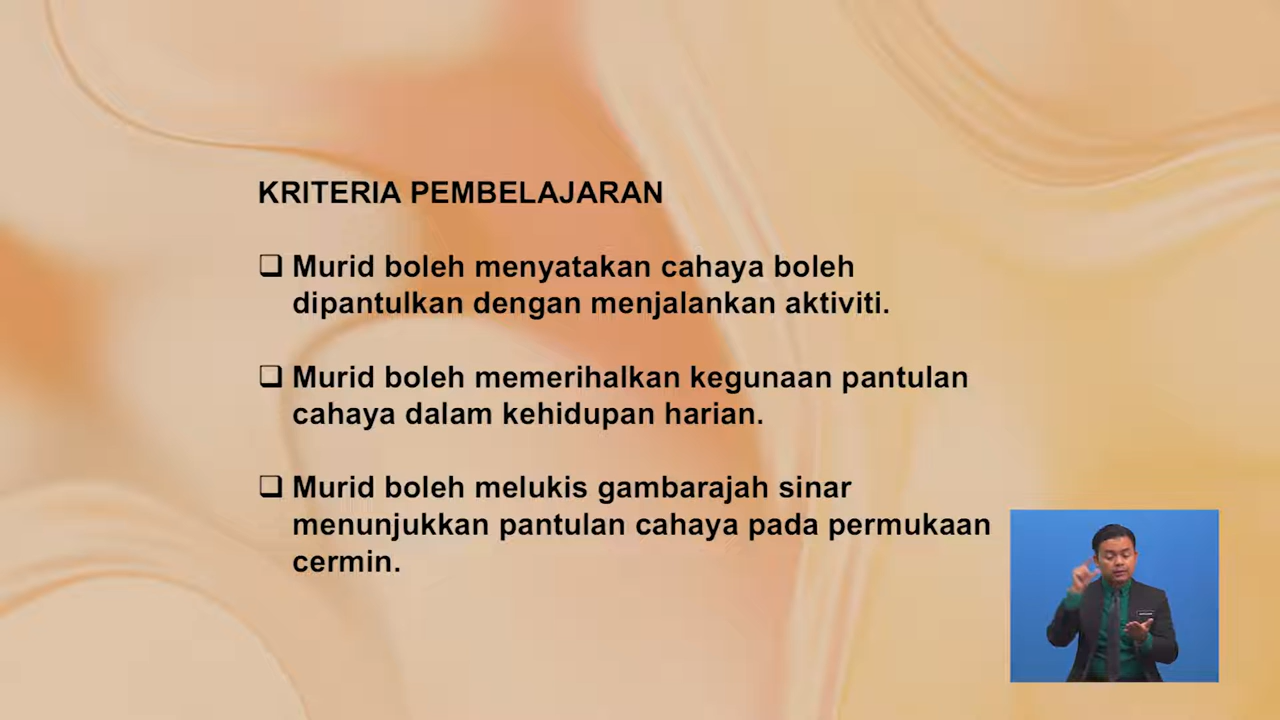 KRITERIA PEMBELAJARAN
❑ Murid boleh menyatakan cahaya boleh
dipantulkan dengan menjalankan aktiviti.
❑ Murid boleh memerihalkan kegunaan pantulan
cahaya dalam kehidupan harian.
❑ Murid boleh melukis gambarajah sinar
menunjukkan pantulan cahaya pada permukaan
cermin.